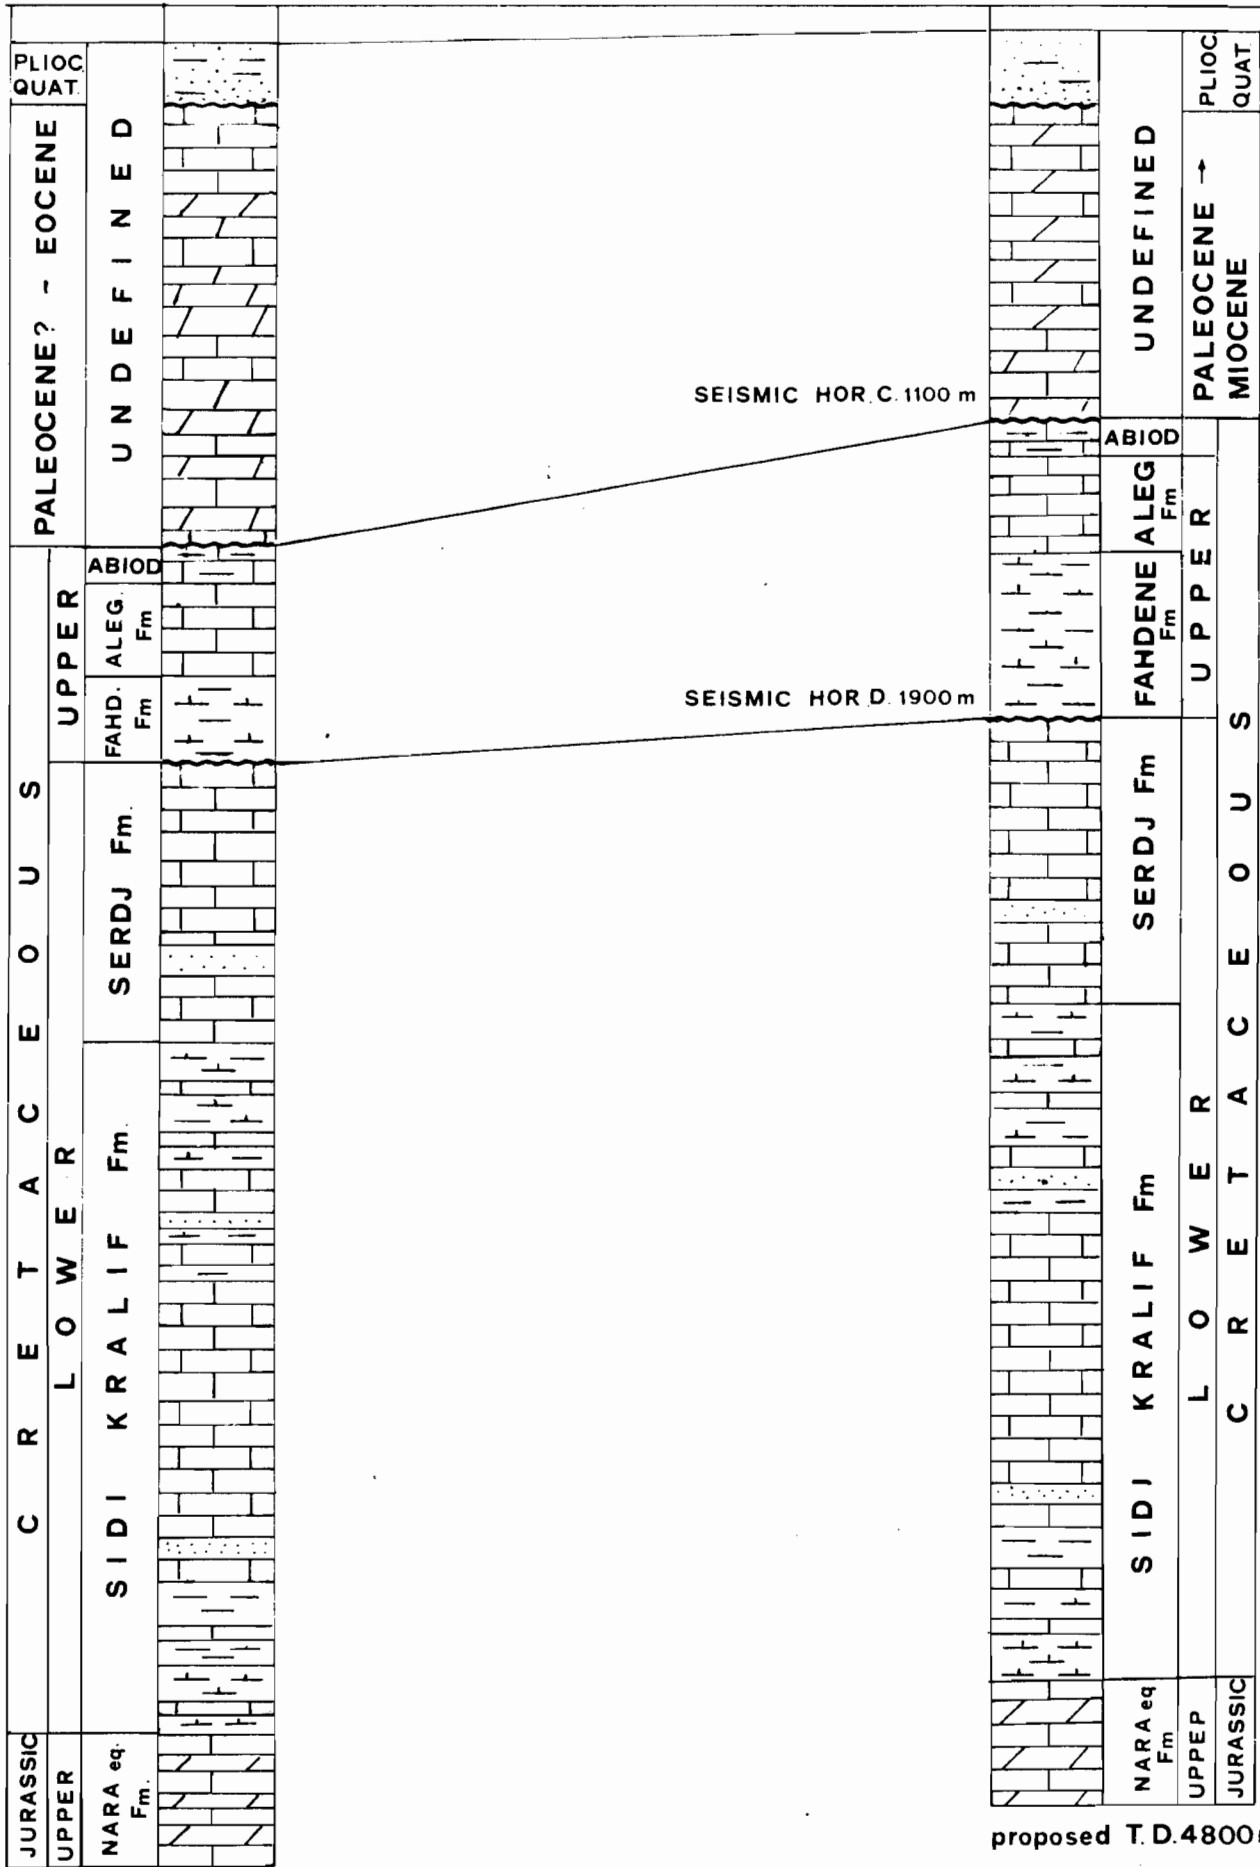 PLIOC.
QUAT.
PALEOCENE? - EOCENE
UNDEFINED
CRETACEOUS
UPPER
ABIOD
ALEG.
Fm
FAHD.
Fm
LOWER
SERDJ Fm.
SIDI KRALIF Fm.
JURASSIC
UPPER
NARA eq.
Fm.
SEISMIC HOR. C. 1100 m
SEISMIC HOR D. 1900 m
UNDEFINED
PLIOC.
QUAT.
PALEOCENE →
MIOCENE
ABIOD
ALEG
Fm
FAHDENE
Fm
UPPER
CRETACEOUS
SERDJ Fm
LOWER
SIDI KRALIF Fm
NARA eq
Fm
UPPEP
JURASSIC
proposed T.D.4800